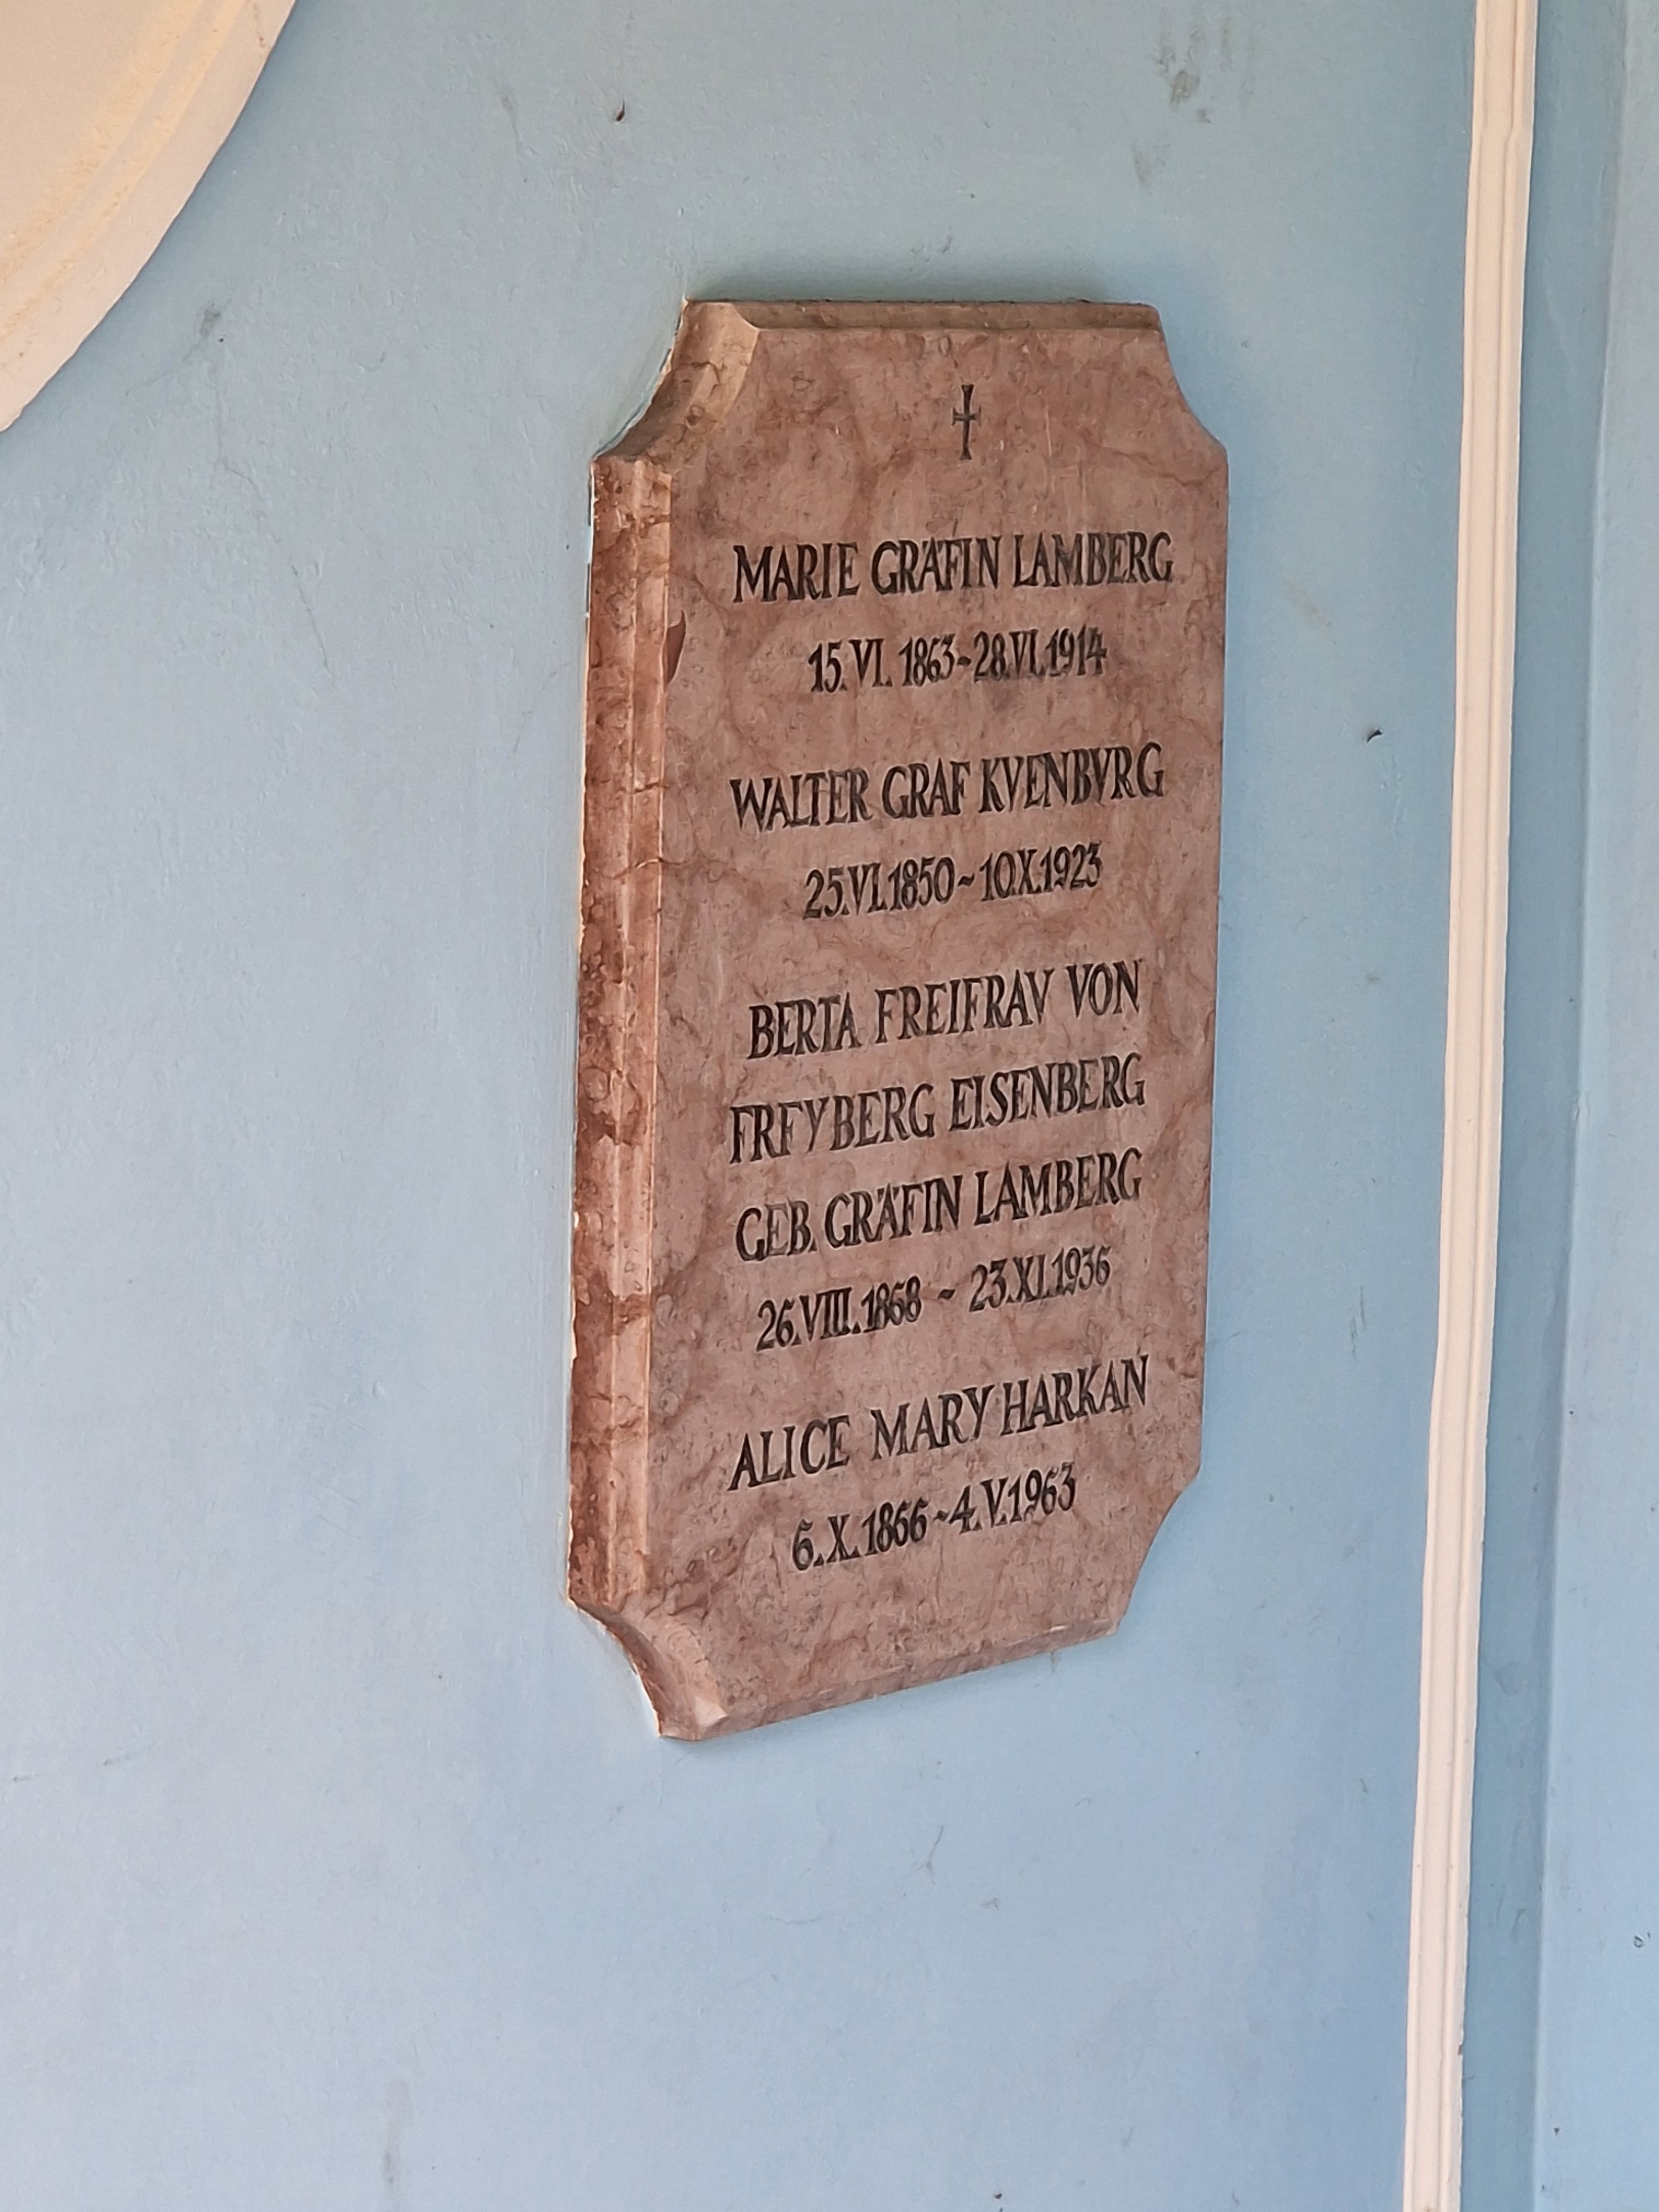 MARIE GRÄFIN LAMBERG
15.VI. 1863-28.VI.1914
WALTER GRAF KVENBVRG
25.VI.1850~10.X.1923
BERTA FREIFRAV VON
FREYBERG EISENBERG
GEB. GRÄFIN LAMBERG
26.VIII.1868 ~ 23.XI.1936
ALICE MARY HARKAN
6.X.1866~4.V.1963